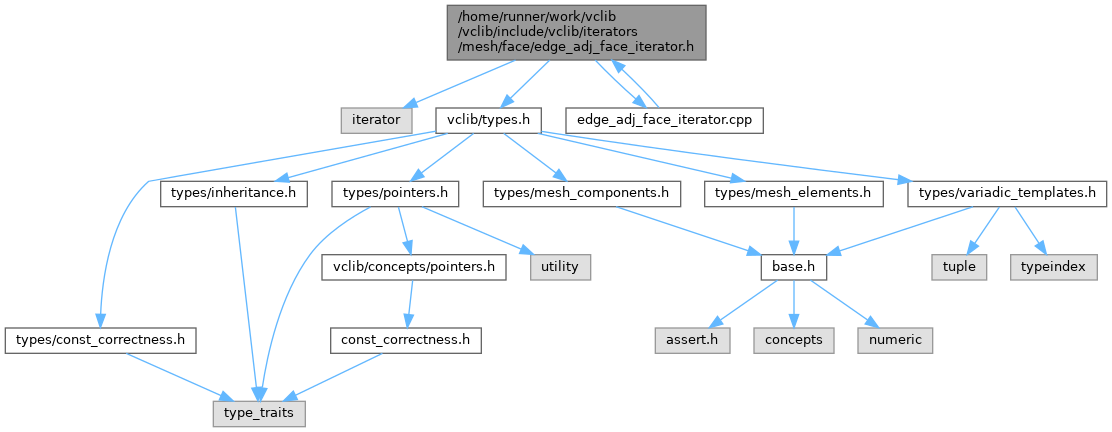 /home/runner/work/vclib
/vclib/include/vclib/iterators
/mesh/face/edge_adj_face_iterator.h
iterator
vclib/types.h
edge_adj_face_iterator.cpp
types/inheritance.h
types/pointers.h
types/mesh_components.h
types/mesh_elements.h
types/variadic_templates.h
vclib/concepts/pointers.h
utility
base.h
tuple
typeindex
types/const_correctness.h
const_correctness.h
assert.h
concepts
numeric
type_traits